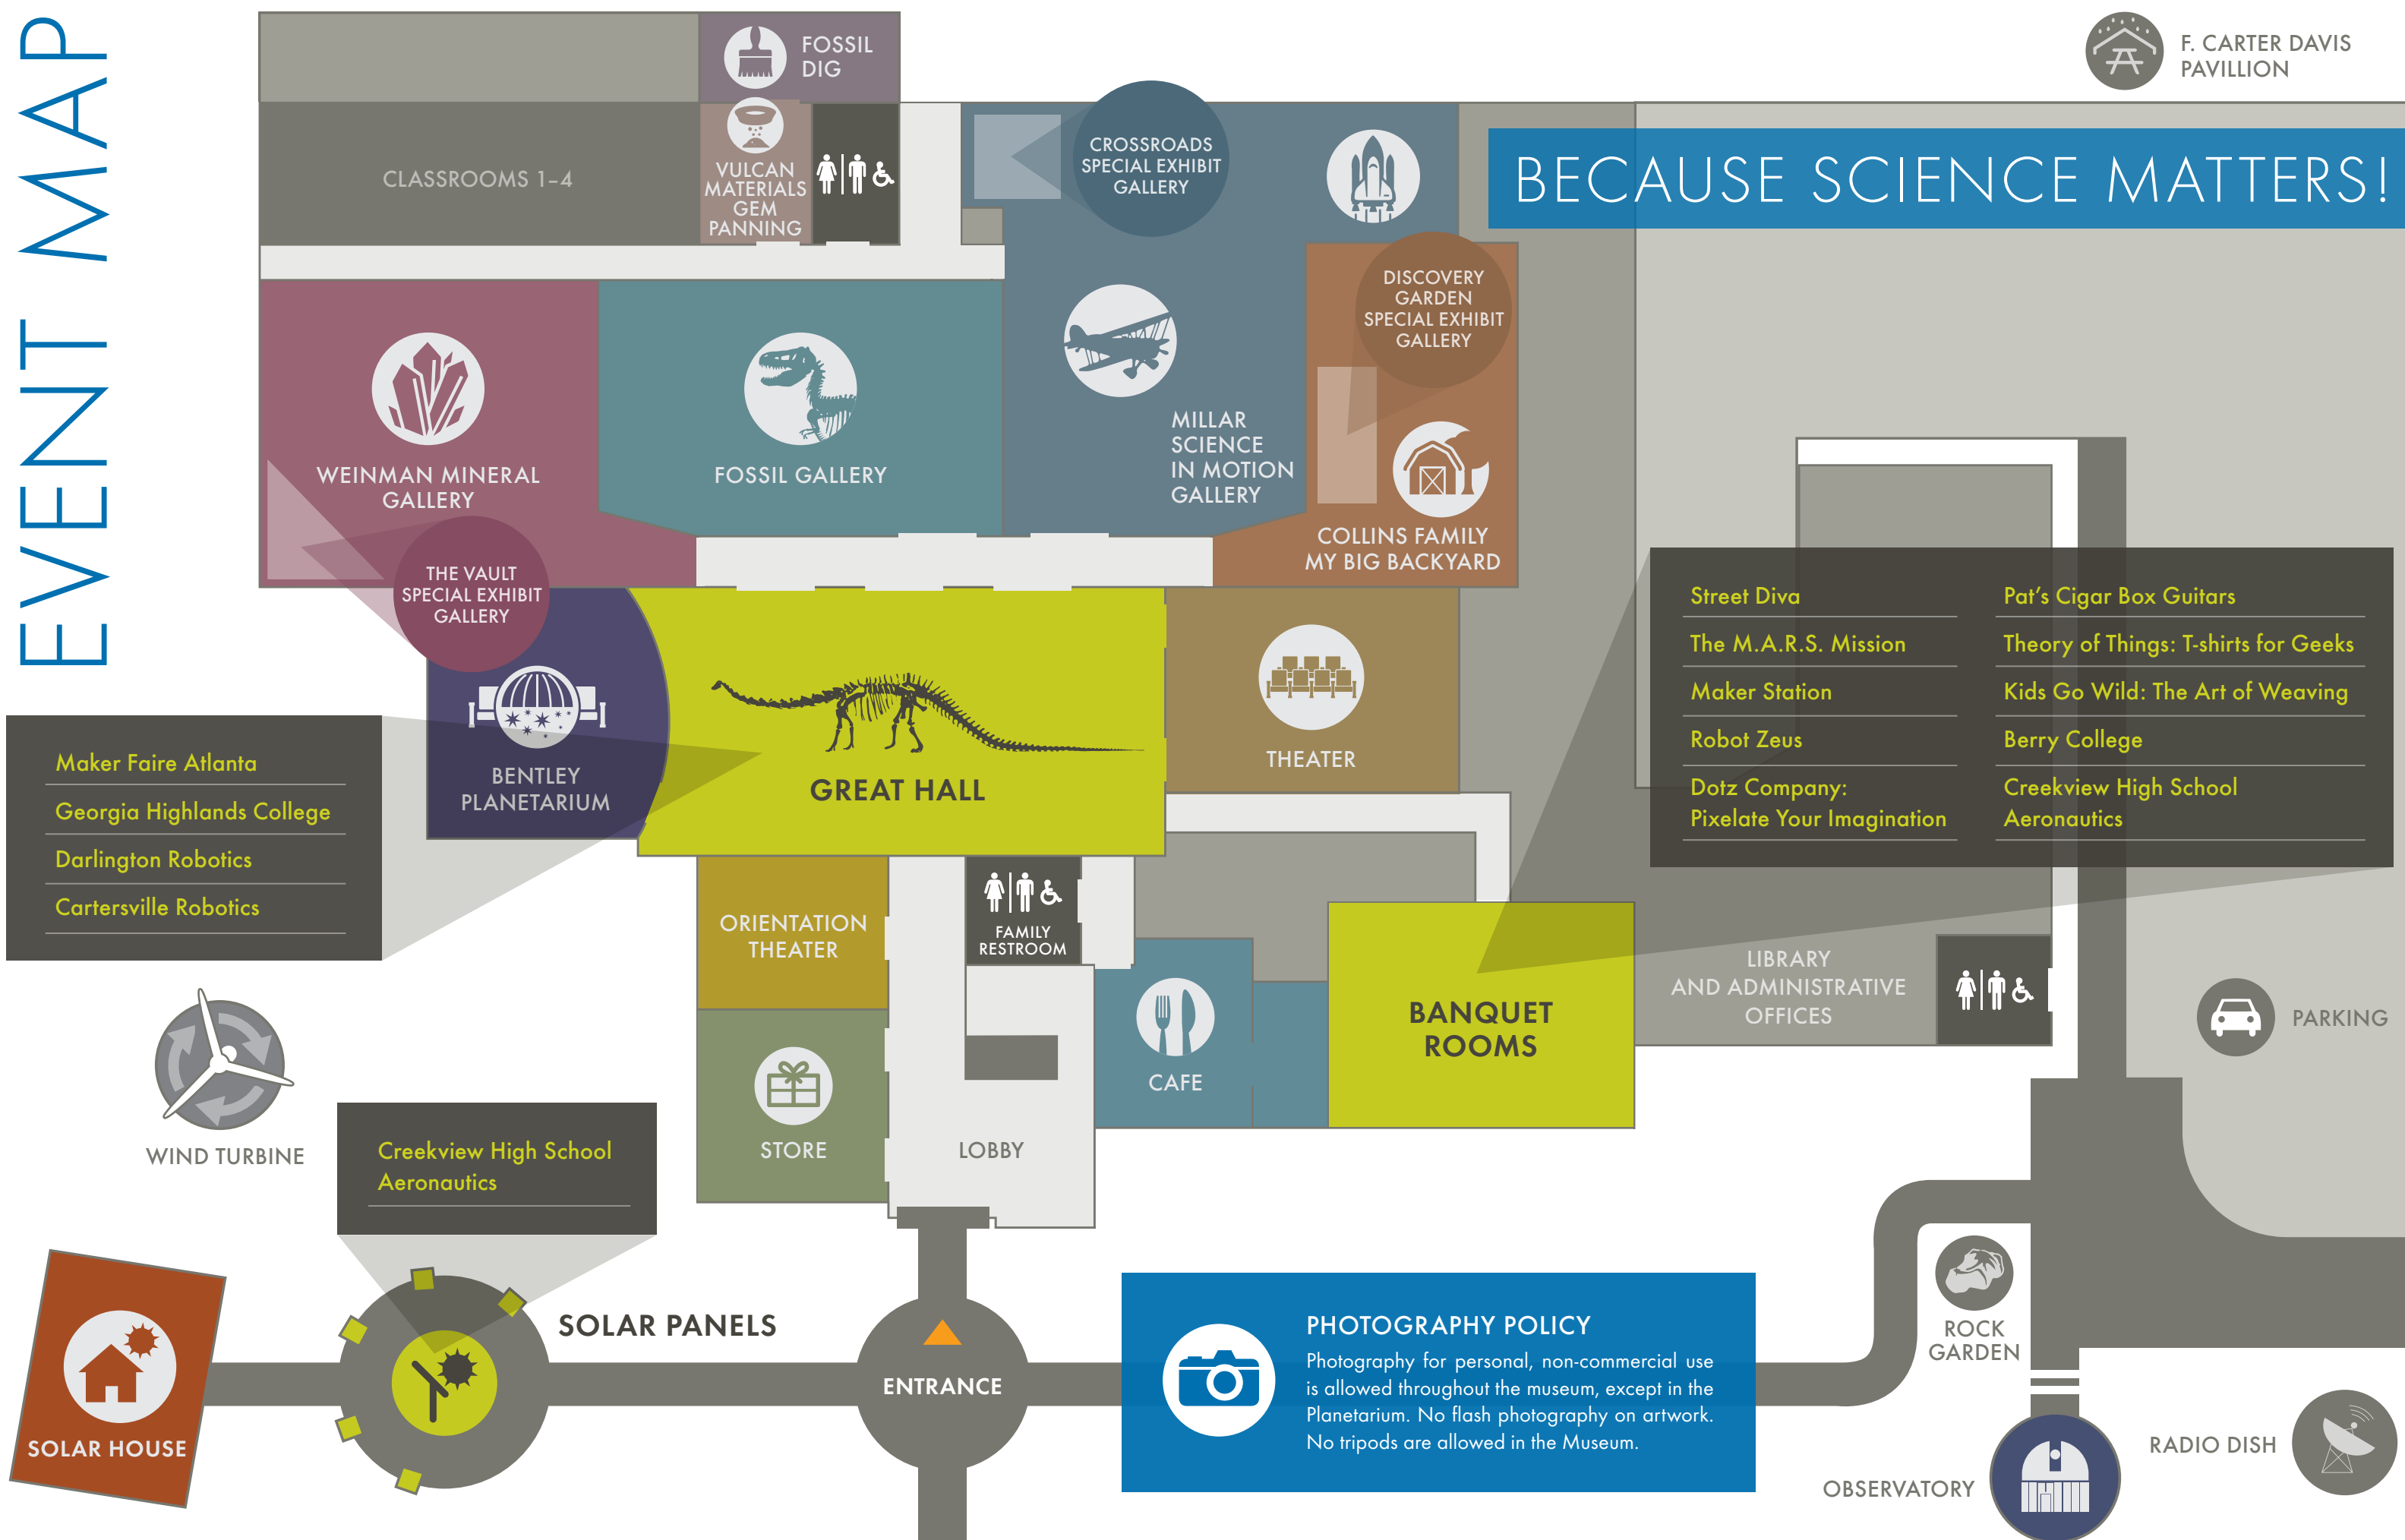 EVENT MAP
FOSSIL
DIG
F. CARTER DAVIS
PAVILLION
CLASSROOMS 1–4
VULCAN
MATERIALS
GEM
PANNING
CROSSROADS
SPECIAL EXHIBIT
GALLERY
BECAUSE SCIENCE MATTERS!
DISCOVERY
GARDEN
SPECIAL EXHIBIT
GALLERY
WEINMAN MINERAL
GALLERY
FOSSIL GALLERY
MILLAR
SCIENCE
IN MOTION
GALLERY
COLLINS FAMILY
MY BIG BACKYARD
THE VAULT
SPECIAL EXHIBIT
GALLERY
Street Diva
The M.A.R.S. Mission
Maker Station
Robot Zeus
Dotz Company:
Pixelate Your Imagination
Pat's Cigar Box Guitars
Theory of Things: T-shirts for Geeks
Kids Go Wild: The Art of Weaving
Berry College
Creekview High School
Aeronautics
BENTLEY
PLANETARIUM
GREAT HALL
THEATER
Maker Faire Atlanta
Georgia Highlands College
Darlington Robotics
Cartersville Robotics
ORIENTATION
THEATER
FAMILY
RESTROOM
LIBRARY
AND ADMINISTRATIVE
OFFICES
BANQUET
ROOMS
PARKING
CAFE
STORE
LOBBY
WIND TURBINE
Creekview High School
Aeronautics
SOLAR PANELS
SOLAR HOUSE
ENTRANCE
PHOTOGRAPHY POLICY
Photography for personal, non-commercial use
is allowed throughout the museum, except in the
Planetarium. No flash photography on artwork.
No tripods are allowed in the Museum.
ROCK
GARDEN
RADIO DISH
OBSERVATORY